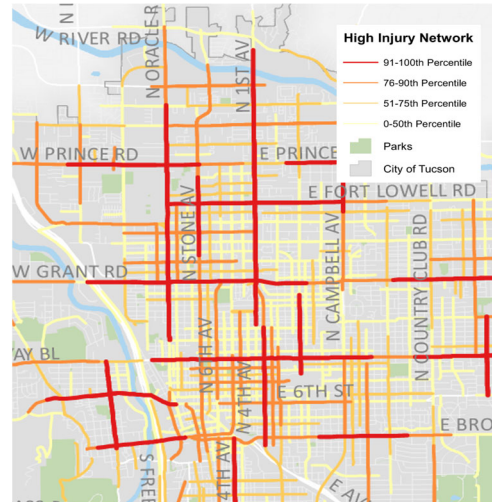 W RIVER RD
N ORACLE R
N 1ST AV
High Injury Network
91-100th Percentile
76-90th Percentile
51-75th Percentile
0-50th Percentile
Parks
City of Tucson
W PRINCE RD
E PRINCE
E FORT LOWELL RD
N STONE AV
N CAMPBELL AV
N COUNTRY CLUB RD
W GRANT RD
WAY BL
N 6TH AV
N 4TH AV
E 6TH ST
E BRO
S FREE
4TH AV
E AV